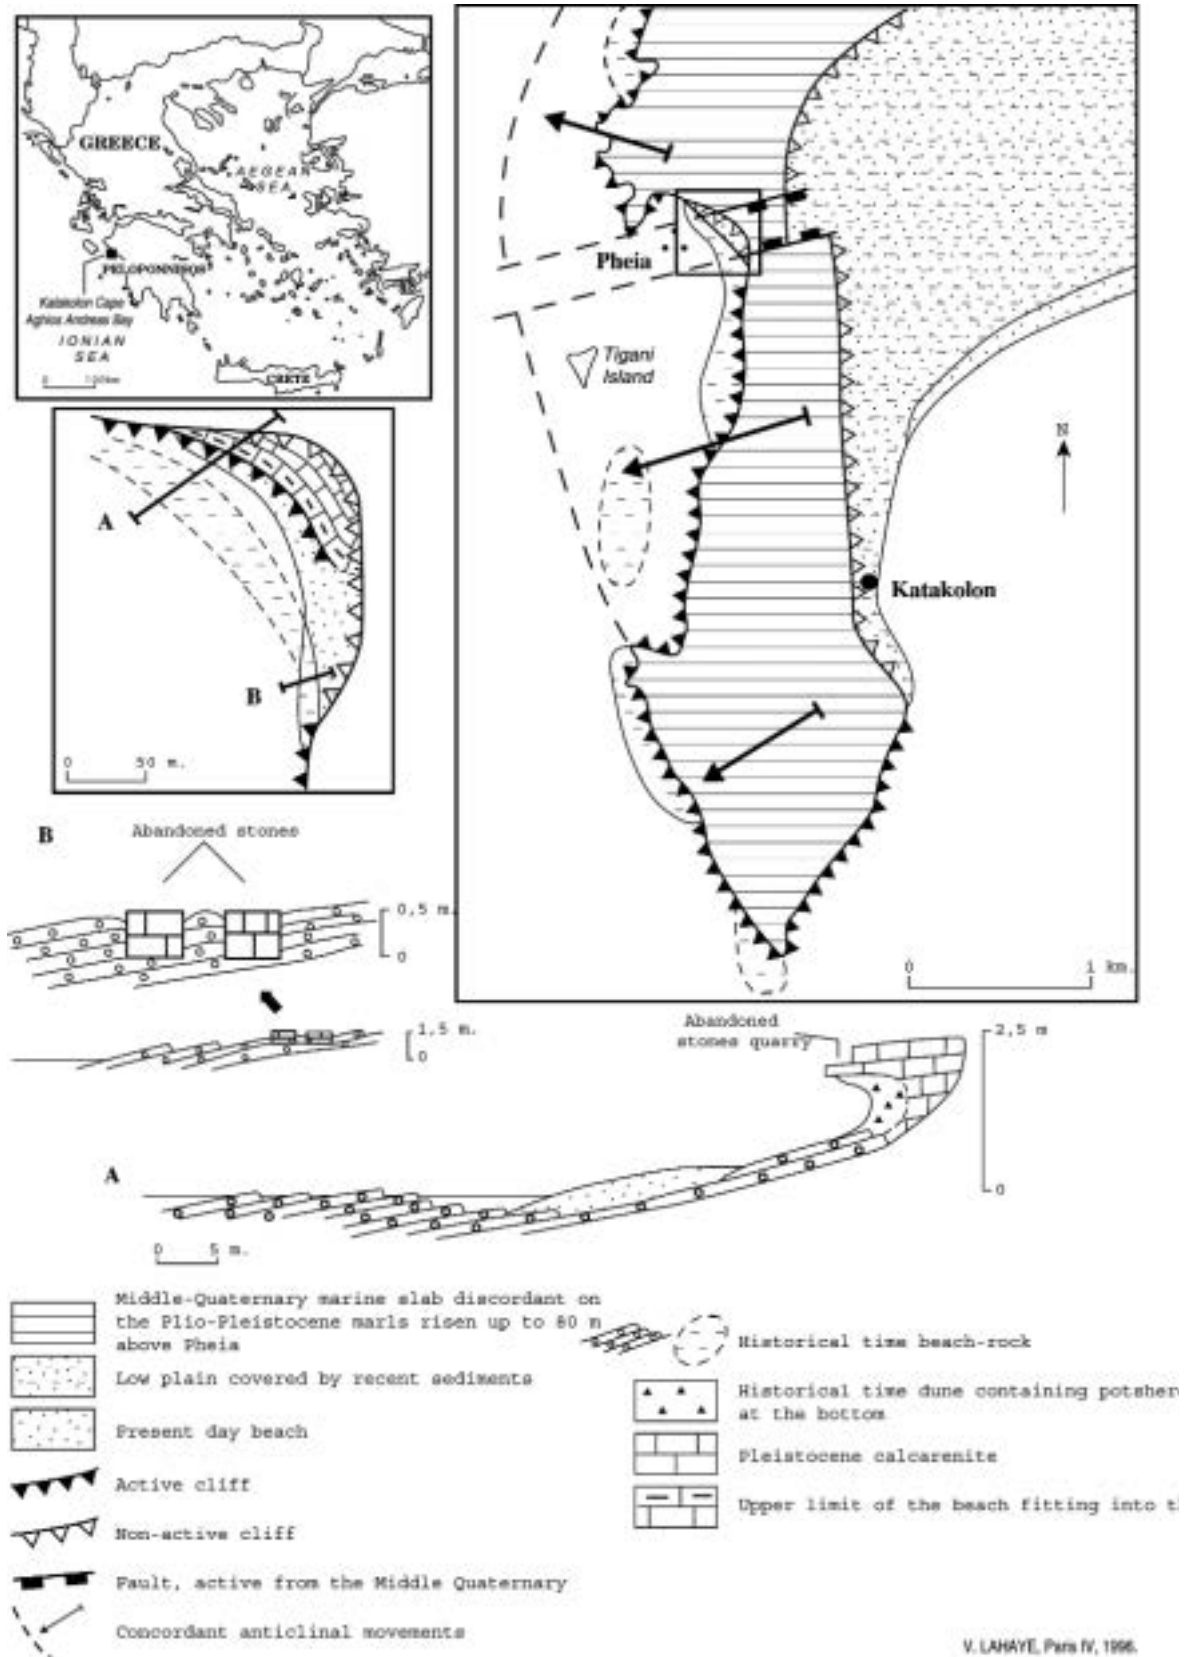 GREECE
AEGEAN
SEA
PELOPONNISOS
Katakolon Cape
Aghios Andreas Bay
IONIAN
SEA
CRETE
0
Pheia
Tigani
Island
N
Katakolon
0 1 km.
A
B
0 50 m.
B
Abandoned stones
0,5 m.
0
1,5 m.
0
Abandoned
stones quarry
2,5 m
0
A
0 5 m.
Middle-Quaternary marine slab discordant on
the Plio-Pleistocene marls risen up to 80 m
above Pheia
Low plain covered by recent sediments
Present day beach
Active cliff
Non-active cliff
Fault, active from the Middle Quaternary
Concordant anticlinal movements
Historical time beach-rock
Historical time dune containing potsher
at the bottom
Pleistocene calcarenite
Upper limit of the beach fitting into t
V. LAHAYE, Paris IV, 1996.